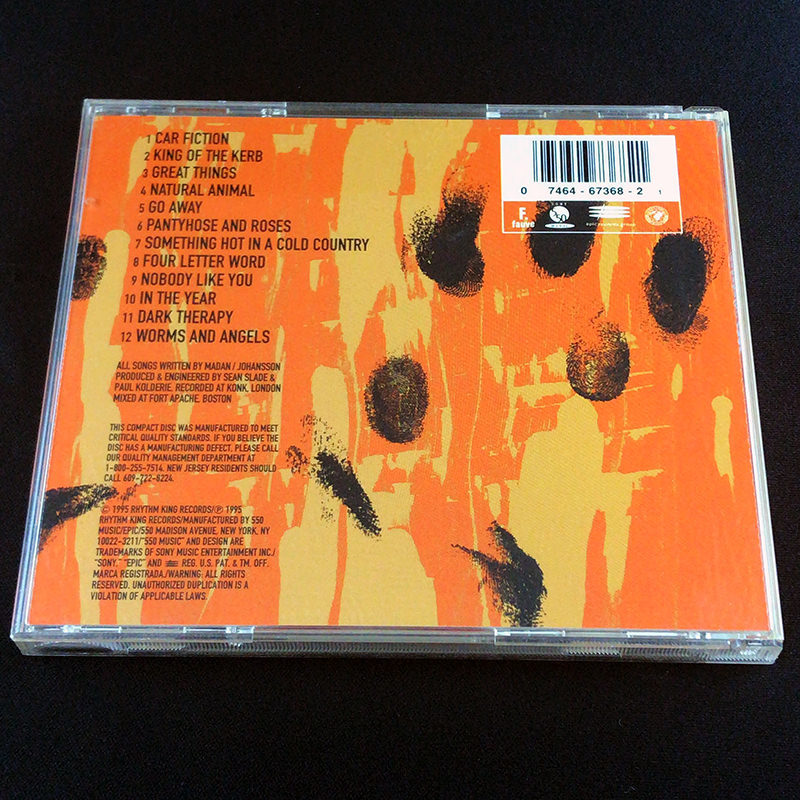 1 CAR FICTION
2 KING OF THE KERB
3 GREAT THINGS
4 NATURAL ANIMAL
5 GO AWAY
6 PANTYHOSE AND ROSES
7 SOMETHING HOT IN A COLD COUNTRY
8 FOUR LETTER WORD
9 NOBODY LIKE YOU
10 IN THE YEAR
11 DARK THERAPY
12 WORMS AND ANGELS
ALL SONGS WRITTEN BY MADAN / JOHANSSON
PRODUCED & ENGINEERED BY SEAN SLADE &
PAUL KOLDERIE. RECORDED AT KONK, LONDON
MIXED AT FORT APACHE, BOSTON
THIS COMPACT DISC WAS MANUFACTURED TO MEET
CRITICAL QUALITY STANDARDS. IF YOU BELIEVE THE
DISC HAS A MANUFACTURING DEFECT, PLEASE CALL
OUR QUALITY MANAGEMENT DEPARTMENT AT
1-800-255-7514. NEW JERSEY RESIDENTS SHOULD
CALL 609-722-8224.
© 1995 RHYTHM KING RECORDS/℗ 1995
RHYTHM KING RECORDS/MANUFACTURED BY 550
MUSIC/EPIC/550 MADISON AVENUE, NEW YORK, NY
10022-3211/"550 MUSIC" AND DESIGN ARE
TRADEMARKS OF SONY MUSIC ENTERTAINMENT INC./
"SONY," "EPIC" AND REG. U.S. PAT. & TM. OFF.
MARCA REGISTRADA./WARNING: ALL RIGHTS
RESERVED. UNAUTHORIZED DUPLICATION IS A
VIOLATION OF APPLICABLE LAWS.
0 7464-67368-2 1
F.
fauve
SONY
550
MUSIC